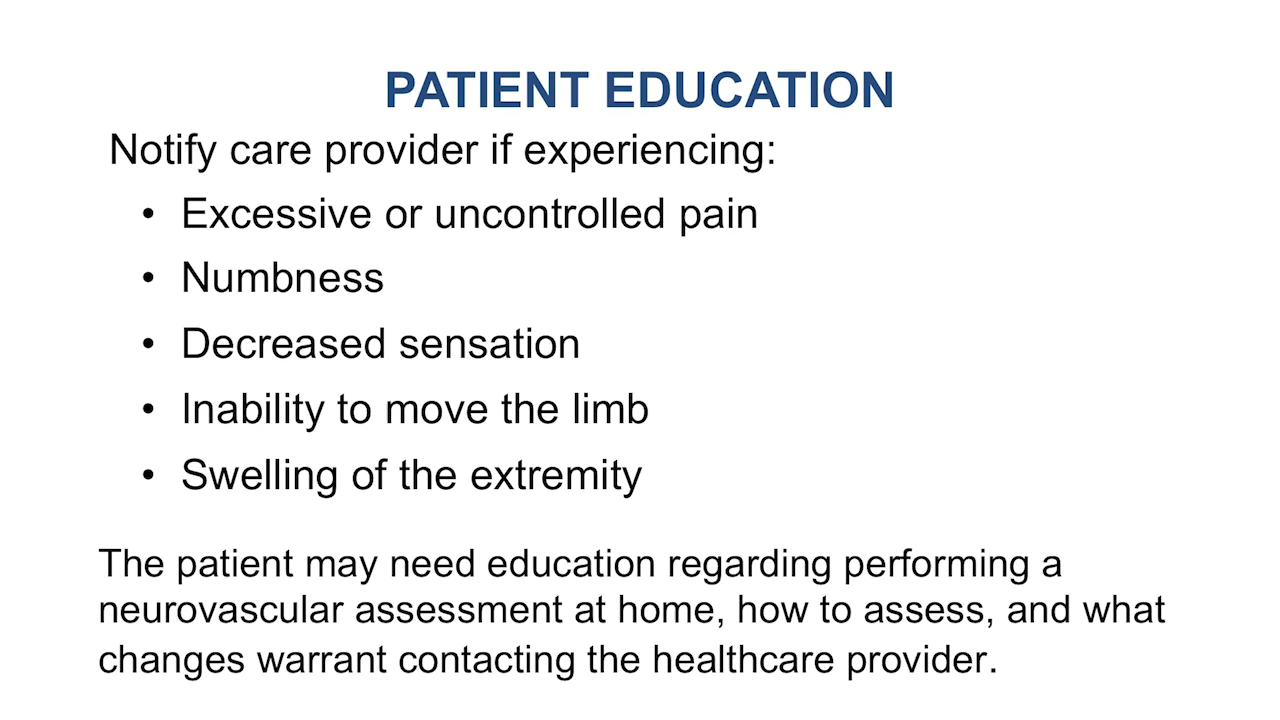 PATIENT EDUCATION
Notify care provider if experiencing:
• Excessive or uncontrolled pain
• Numbness
• Decreased sensation
• Inability to move the limb
• Swelling of the extremity
The patient may need education regarding performing a
neurovascular assessment at home, how to assess, and what
changes warrant contacting the healthcare provider.